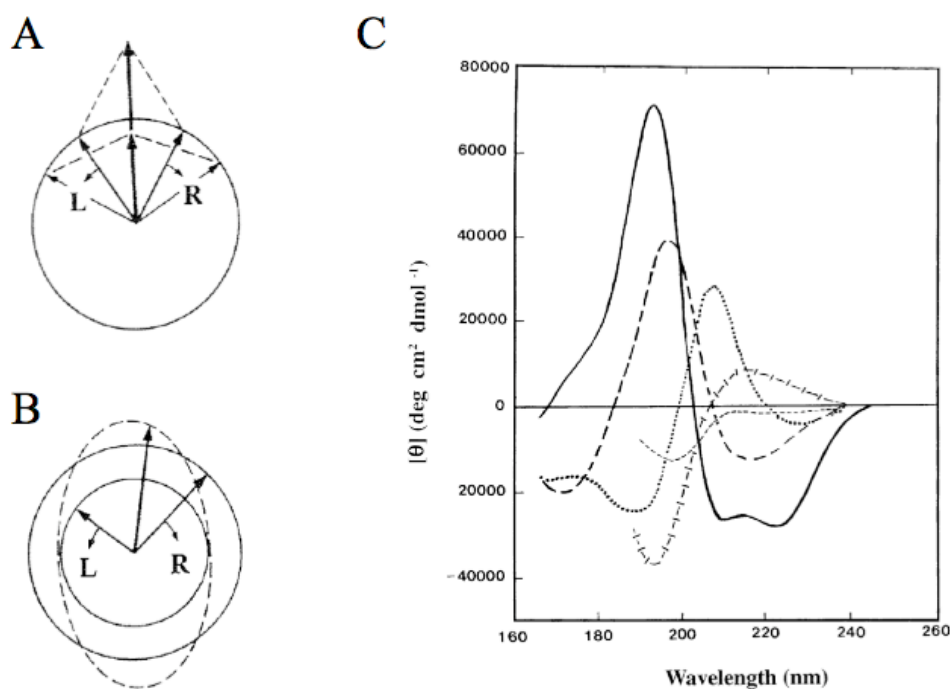 A
L
R
B
L
R
C
[θ] (deg cm² dmol⁻¹)
80000
60000
40000
20000
0
20000
−40000
160
180
200
220
240
260
Wavelength (nm)